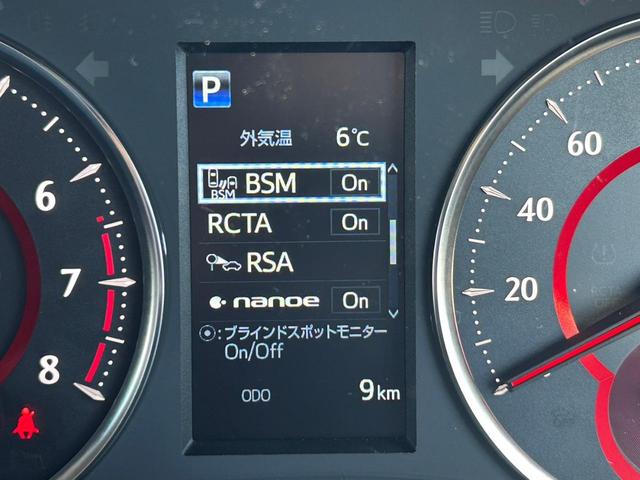 P
外気温 6℃
BSM BSM On
RCTA On
RSA
nanoe On
:ブラインドスポットモニター
On/Off
ODO 9km
6
7
8
60
40
20